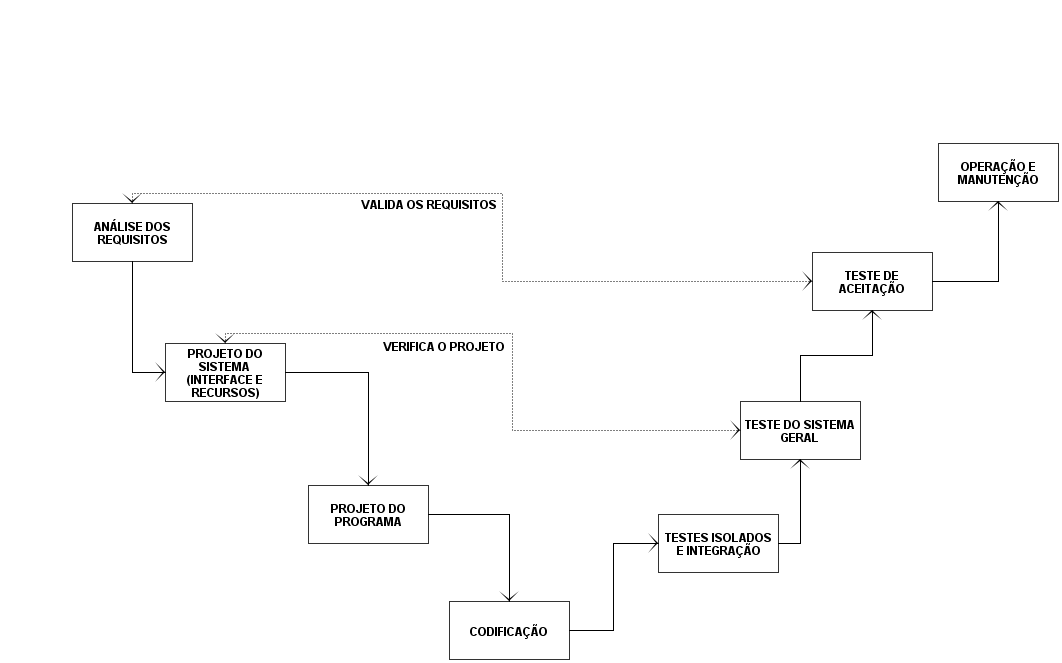 OPERAÇÃO E
MANUTENÇÃO
VALIDA OS REQUISITOS
ANÁLISE DOS
REQUISITOS
TESTE DE
ACEITAÇÃO
VERIFICA O PROJETO
PROJETO DO
SISTEMA
(INTERFACE E
RECURSOS)
TESTE DO SISTEMA
GERAL
PROJETO DO
PROGRAMA
TESTES ISOLADOS
E INTEGRAÇÃO
CODIFICAÇÃO